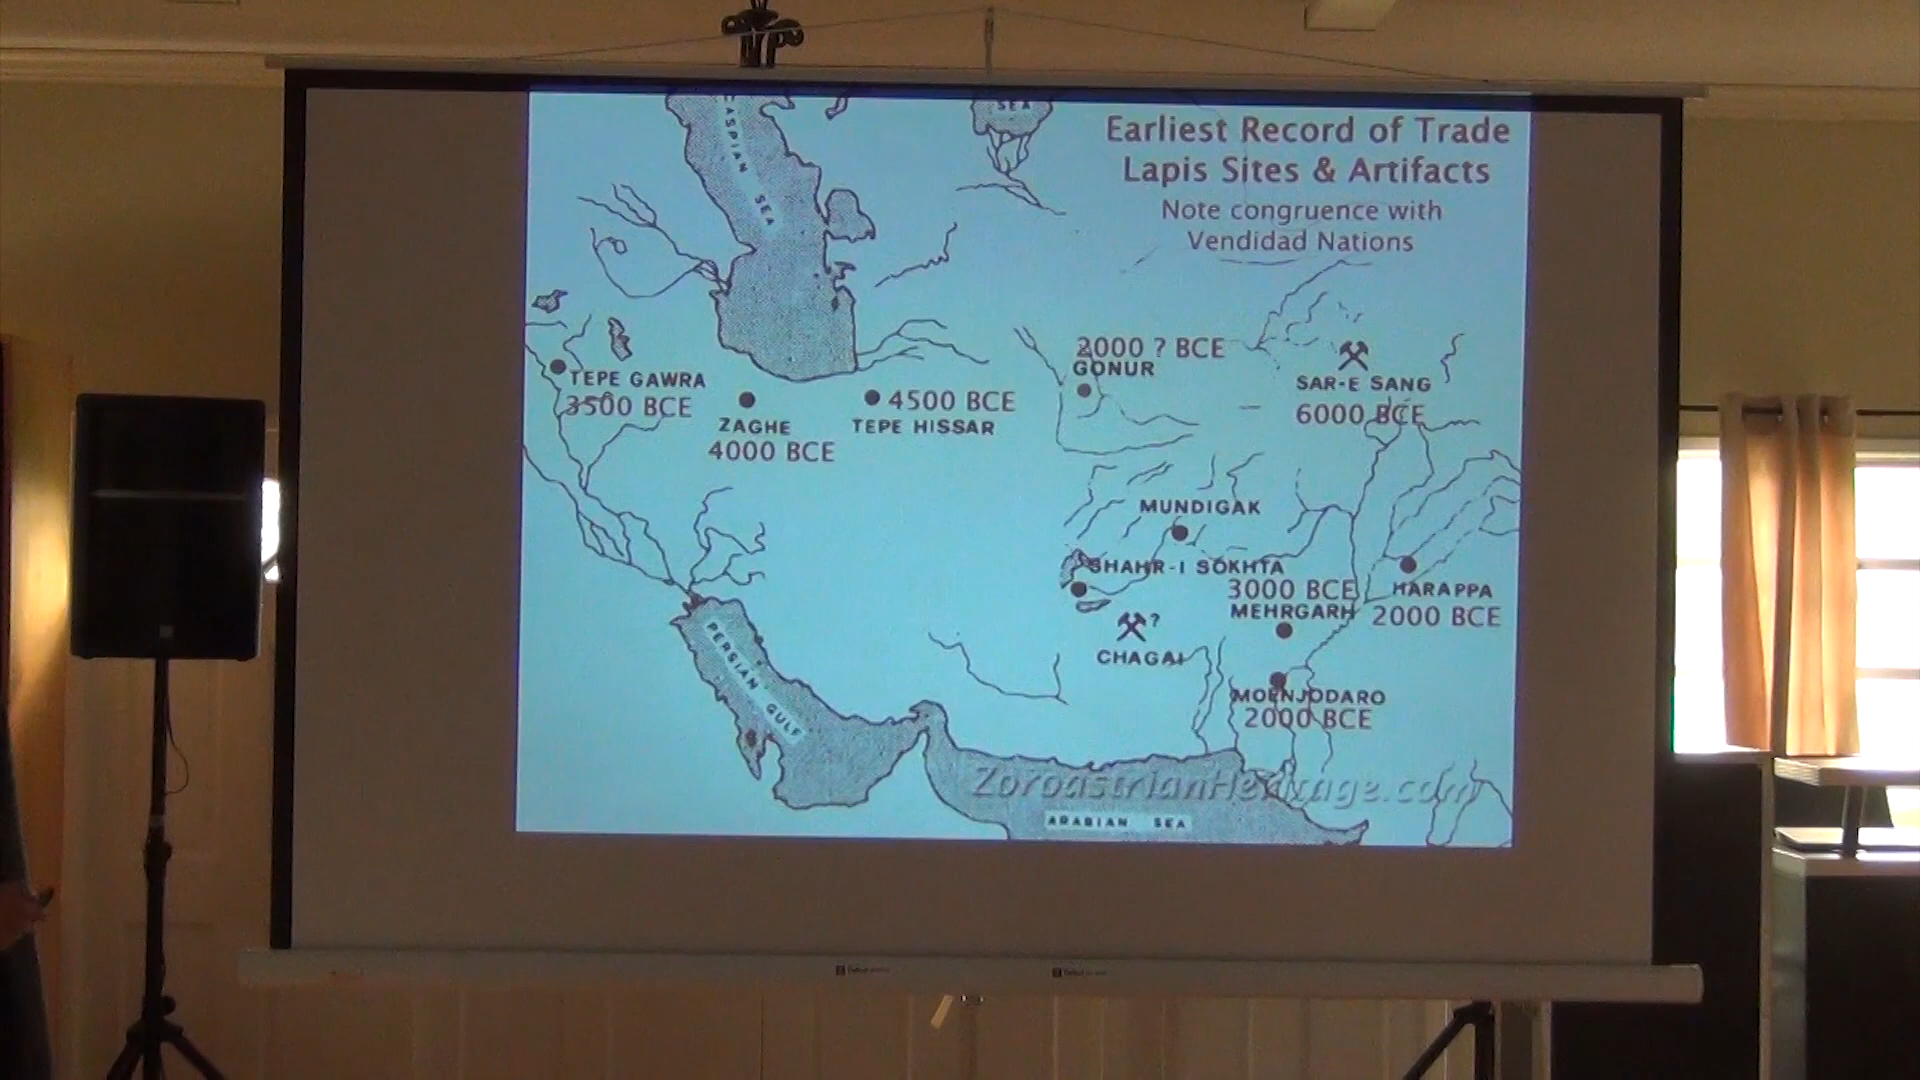 CASPIAN SEA
SEA
Earliest Record of Trade
Lapis Sites & Artifacts
Note congruence with
Vendidad Nations
TEPE GAWRA
3500 BCE
ZAGHE
4000 BCE
4500 BCE
TEPE HISSAR
2000 ? BCE
GONUR
SAR-E SANG
6000 BCE
MUNDIGAK
SHAHR-I SOKHTA
3000 BCE
MEHRGARH
HARAPPA
2000 BCE
?
CHAGAI
MOENJODARO
2000 BCE
PERSIAN GULF
ZoroastrianHeritage.com
ARABIAN SEA